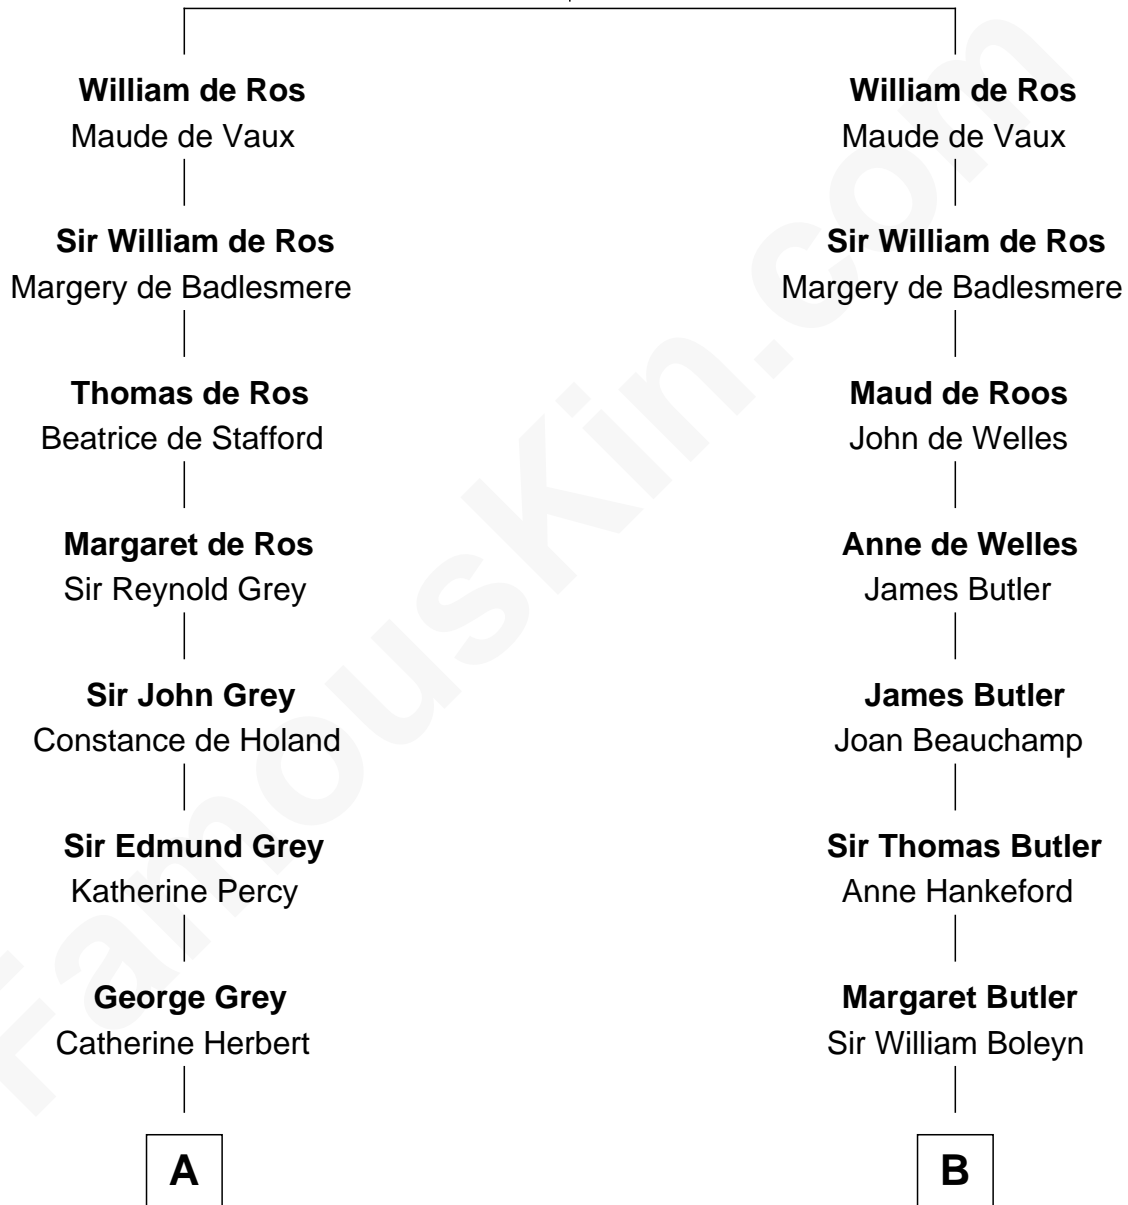 William de Ros
Maude de Vaux
Sir William de Ros
Margery de Badlesmere
Thomas de Ros
Beatrice de Stafford
Margaret de Ros
Sir Reynold Grey
Sir John Grey
Constance de Holand
Sir Edmund Grey
Katherine Percy
George Grey
Catherine Herbert
A
William de Ros
Maude de Vaux
Sir William de Ros
Margery de Badlesmere
Maud de Roos
John de Welles
Anne de Welles
James Butler
James Butler
Joan Beauchamp
Sir Thomas Butler
Anne Hankeford
Margaret Butler
Sir William Boleyn
B
FamousKin.com